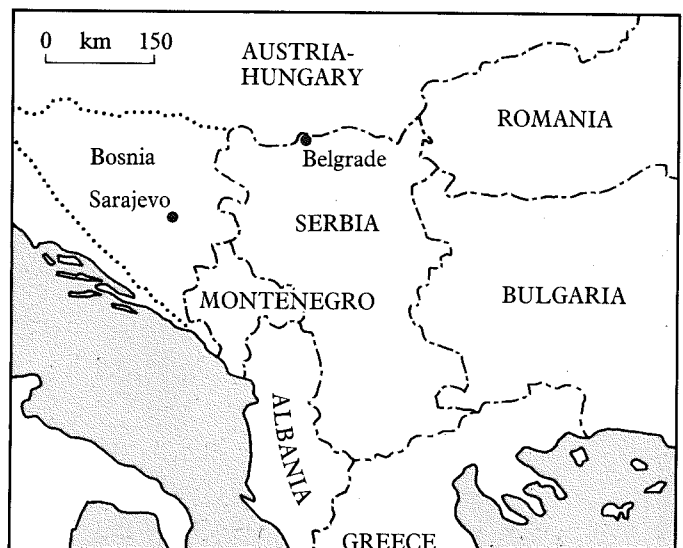 0 km 150
AUSTRIA-
HUNGARY
ROMANIA
Bosnia
Belgrade
Sarajevo
SERBIA
MONTENEGRO
BULGARIA
ALBANIA
GREECE